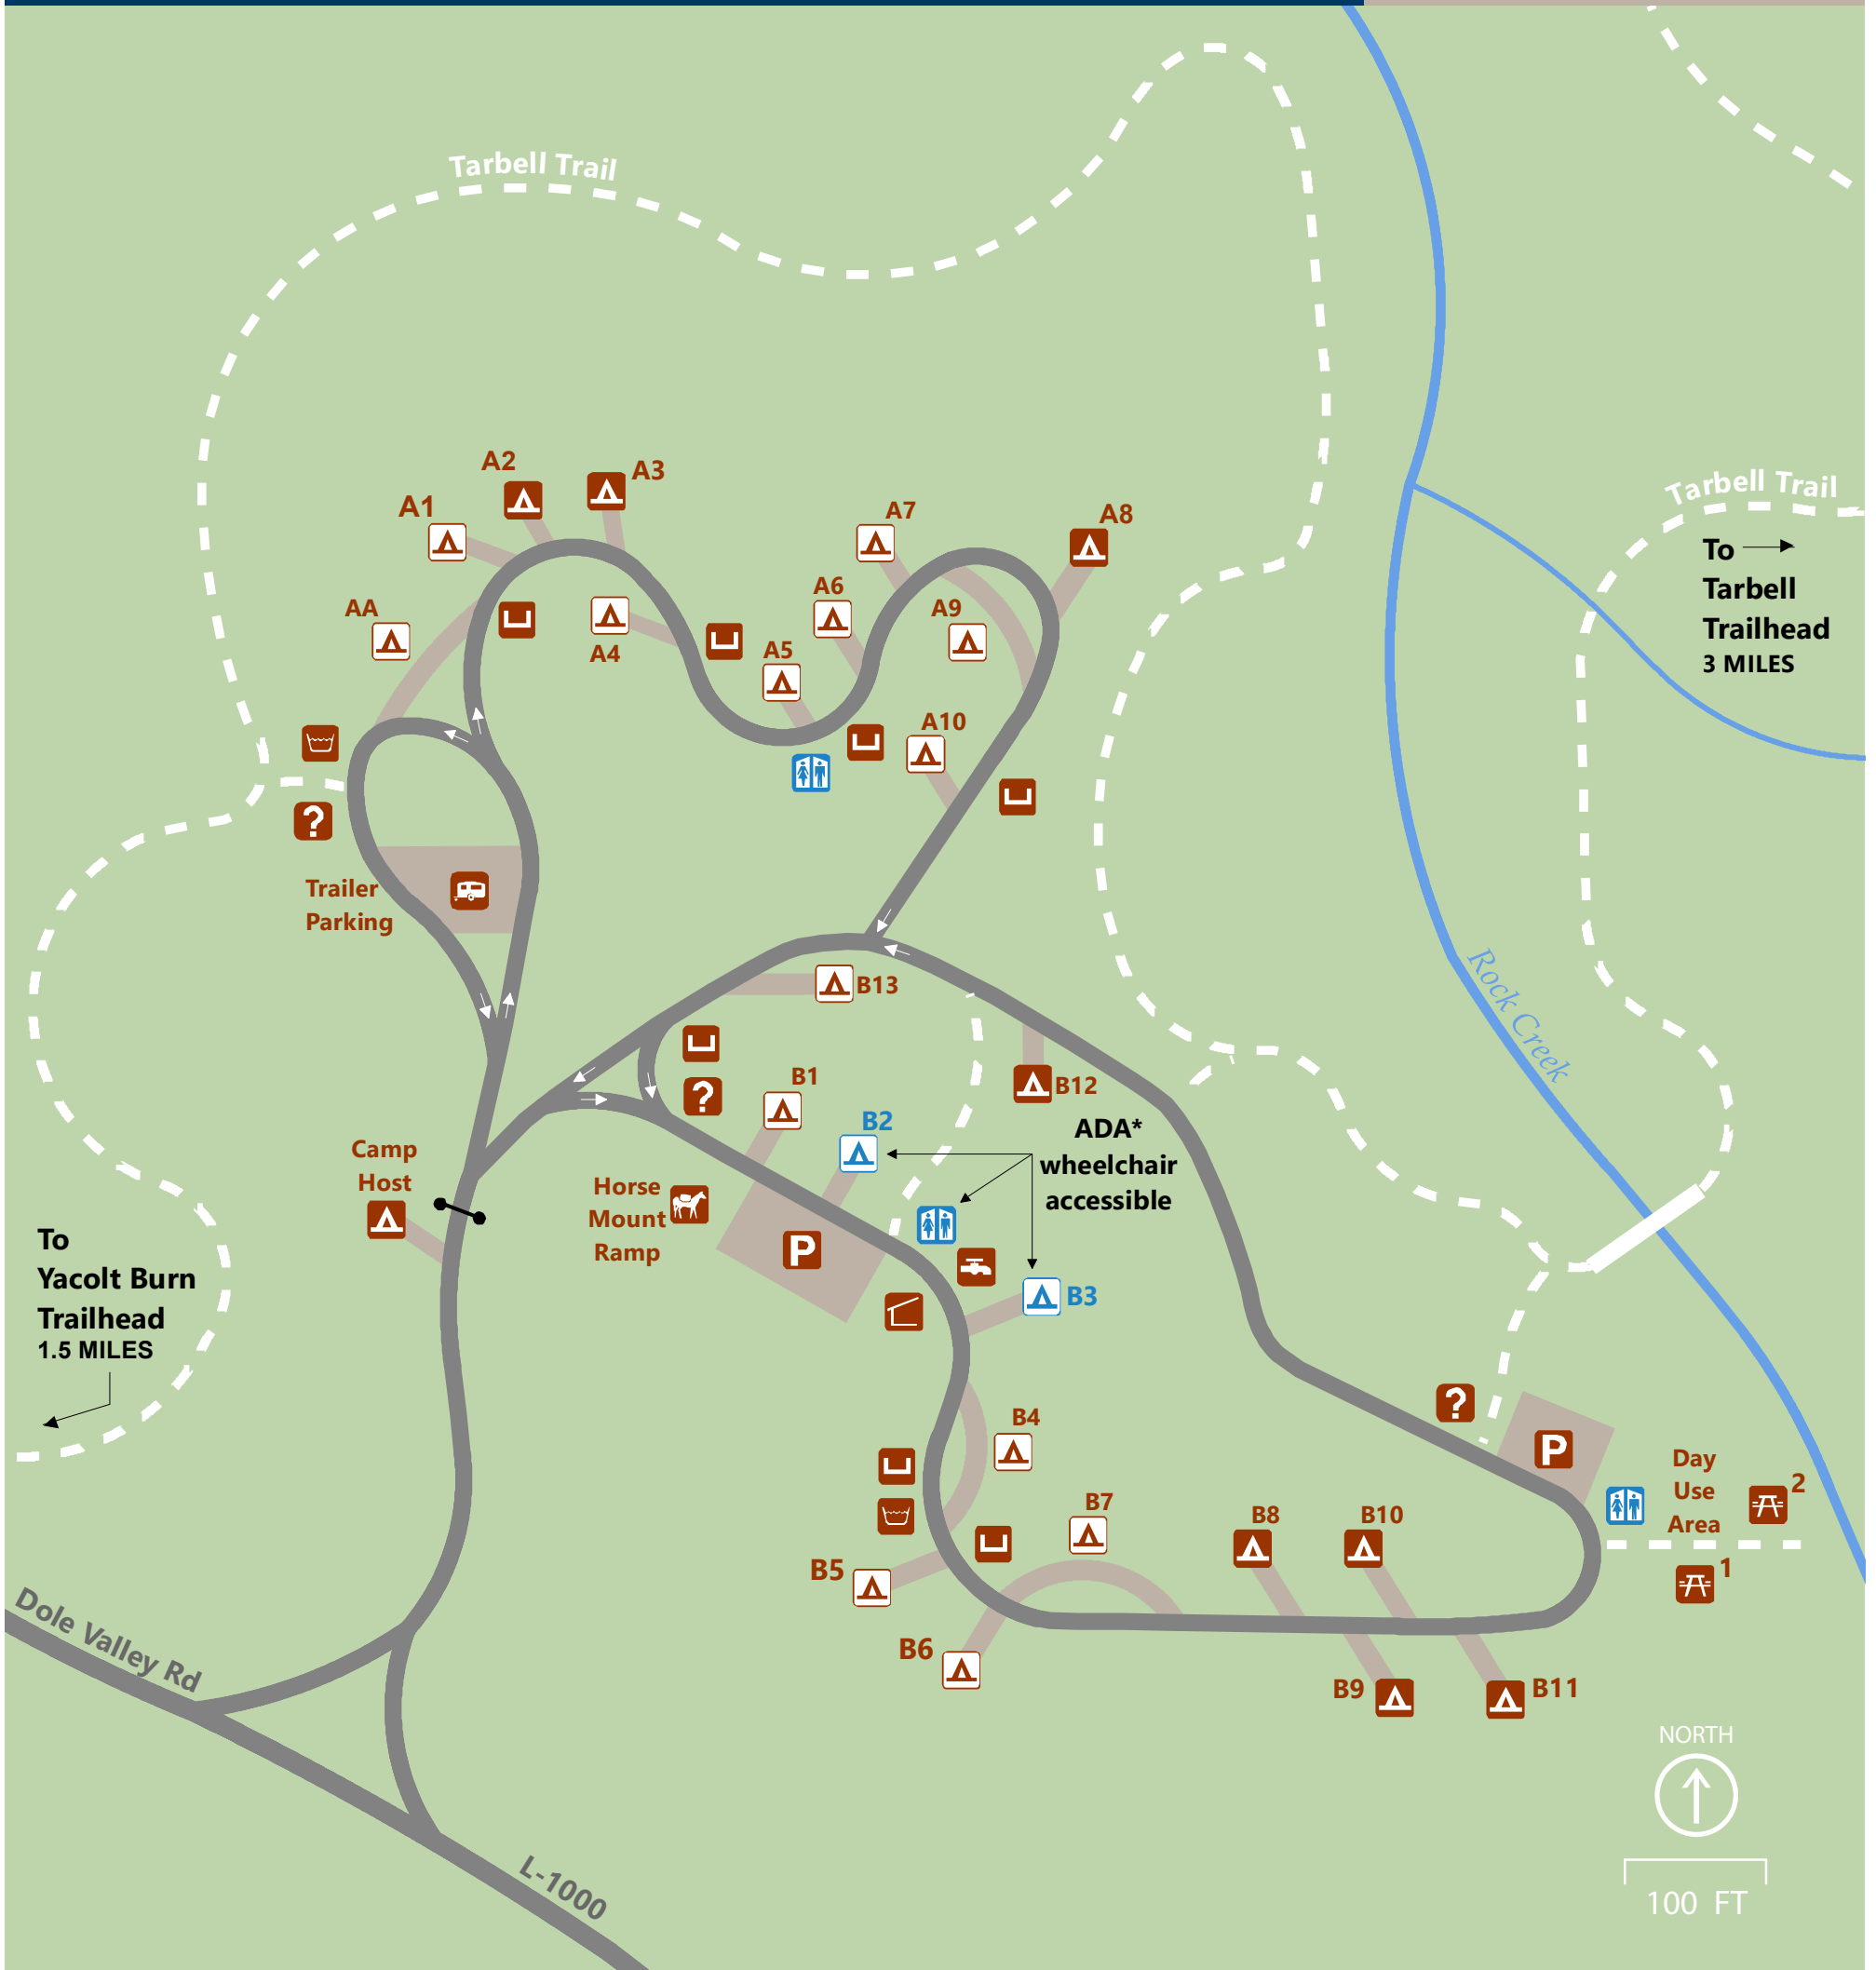 Tarbell Trail
A2
A3
A1
A7
A8
Tarbell Trail
To
Tarbell
Trailhead
3 MILES
AA
A6
A9
A4
A5
A10
?
Trailer
Parking
B13
Rock Creek
?
B1
B12
B2
ADA*
wheelchair
accessible
Camp
Host
Horse
Mount
Ramp
P
B3
To
Yacolt Burn
Trailhead
1.5 MILES
?
B4
P
Day
Use
Area
2
B7
B8
B10
B5
1
B6
B9
B11
Dole Valley Rd
L-1000
NORTH
100 FT